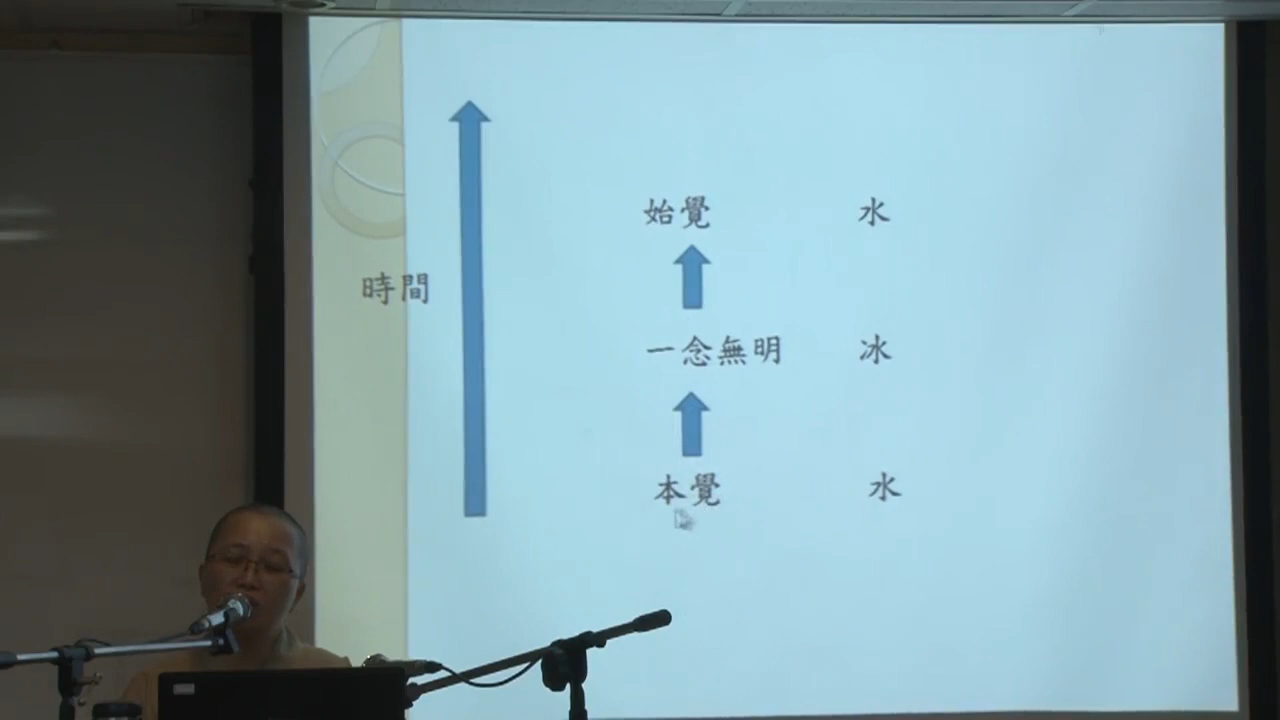 始覺 水
時間
一念無明 冰
本覺 水